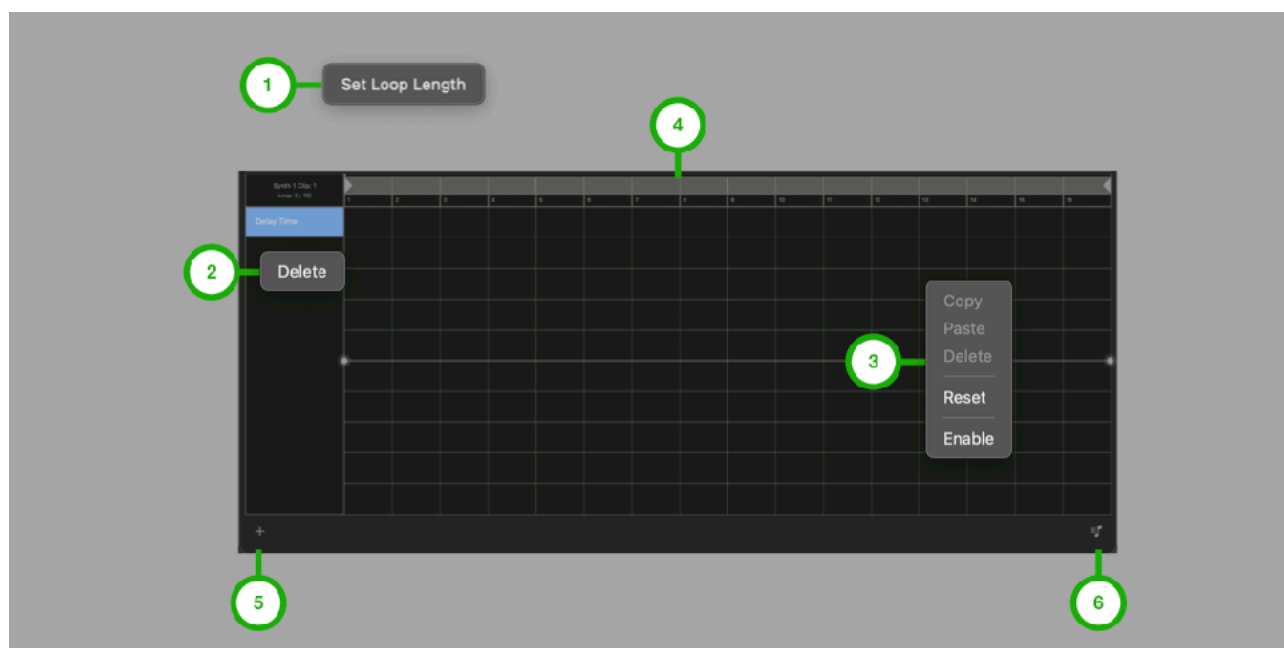 1
Set Loop Length
4
Synth 1 Clip: 1
1 2 3 4 5 6 7 8 9 10 11 12 13 14 15 16
Delay Time
2
Delete
Copy
Paste
3
Delete
Reset
Enable
+
5
6